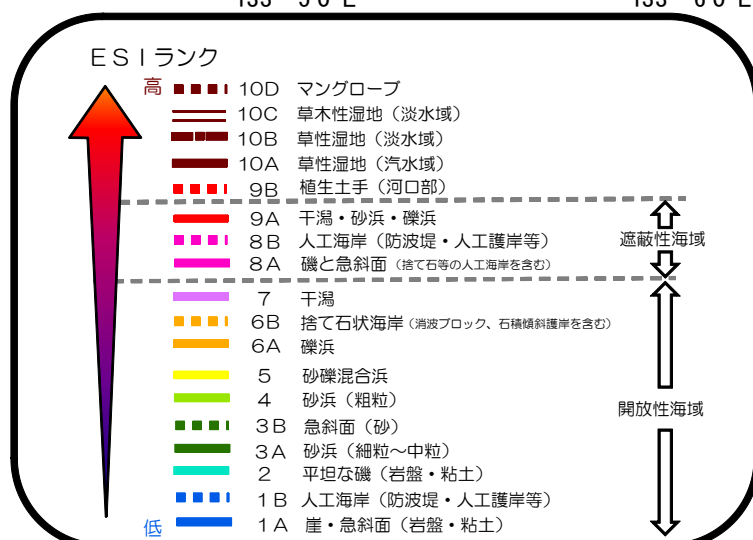 ＥＳＩランク
高 10D マングローブ
10C 草木性湿地（淡水域）
10B 草性湿地（淡水域）
10A 草性湿地（汽水域）
9B 植生土手（河口部）
9A 干潟・砂浜・礫浜
8B 人工海岸（防波堤・人工護岸等）
遮蔽性海域
8A 磯と急斜面（捨て石等の人工海岸を含む）
7 干潟
6B 捨て石状海岸（消波ブロック、石積傾斜護岸を含む）
6A 礫浜
5 砂礫混合浜
4 砂浜（粗粒）
開放性海域
3B 急斜面（砂）
3A 砂浜（細粒～中粒）
2 平坦な磯（岩盤・粘土）
1B 人工海岸（防波堤・人工護岸等）
低 1A 崖・急斜面（岩盤・粘土）